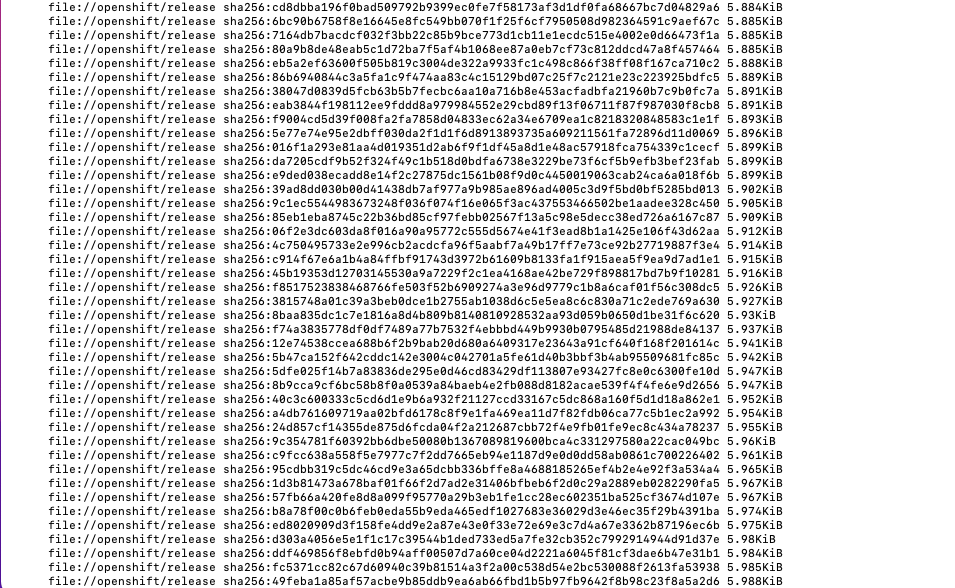 file://openshift/release sha256:cd8dbba196f0bad509792b9399ec0fe7f58173af3d1df0fa68667bc7d04829a6 5.884KiB
file://openshift/release sha256:6bc90b6758f8e16645e8fc549bb070f1f25f6cf7950508d982364591c9aef67c 5.885KiB
file://openshift/release sha256:7164db7bacdcf032f3bb22c85b9bce773d1cb11e1ecdc515e4002e0d66473f1a 5.885KiB
file://openshift/release sha256:80a9b8de48eab5c1d72ba7f5af4b1068ee87a0eb7cf73c812ddcd47a8f457464 5.885KiB
file://openshift/release sha256:eb5a2ef63600f505b819c3004de322a9933fc1c498c866f38ff08f167ca710c2 5.888KiB
file://openshift/release sha256:86b6940844c3a5fa1c9f474aa83c4c15129bd07c25f7c2121e23c223925bdfc5 5.889KiB
file://openshift/release sha256:38047d0839d5fcb63b5b7fecbc6aa10a716b8e453acfadbfa21960b7c9b0fc7a 5.891KiB
file://openshift/release sha256:eab3844f198112ee9fddd8a979984552e29cbd89f13f06711f87f987030f8cb8 5.891KiB
file://openshift/release sha256:f9004cd5d39f008fa2fa7858d04833ec62a34e6709ea1c8218320848583c1e1f 5.893KiB
file://openshift/release sha256:5e77e74e95e2dbff030da2f1d1f6d8913893735a609211561fa72896d11d0069 5.896KiB
file://openshift/release sha256:016f1a293e81aa4d019351d2ab6f9f1df45a8d1e48ac57918fca754339c1cecf 5.899KiB
file://openshift/release sha256:da7205cdf9b52f324f49c1b518d0bdfa6738e3229be73f6cf5b9efb3bef23fab 5.899KiB
file://openshift/release sha256:e9ded038ecadd8e14f2c27875dc1561b08f9d0c4450019063cab24ca6a018f6b 5.899KiB
file://openshift/release sha256:39ad8dd030b00d41438db7af977a9b985ae896ad4005c3d9f5bd0bf5285bd013 5.902KiB
file://openshift/release sha256:9c1ec5544983673248f036f074f16e065f3ac437553466502be1aadee328c450 5.905KiB
file://openshift/release sha256:85eb1eba8745c22b36bd85cf97febb02567f13a5c98e5decc38ed726a6167c87 5.909KiB
file://openshift/release sha256:06f2e3dc603da8f016a90a95772c555d5674e41f3ead8b1a1425e106f43d62aa 5.912KiB
file://openshift/release sha256:4c750495733e2e996cb2acdcfa96f5aabf7a49b17ff7e73ce92b27719887f3e4 5.914KiB
file://openshift/release sha256:c914f67e6a1b4a84ffbf91743d3972b61609b8133fa1f915aea5f9ea9d7ad1e1 5.915KiB
file://openshift/release sha256:45b19353d12703145530a9a7229f2c1ea4168ae42be729f898817bd7b9f10281 5.916KiB
file://openshift/release sha256:f8517523838468766fe503f52b6909274a3e96d9779c1b8a6caf01f56c308dc5 5.926KiB
file://openshift/release sha256:3815748a01c39a3beb0dce1b2755ab1038d6c5e5ea8c6c830a71c2ede769a630 5.927KiB
file://openshift/release sha256:8baa835dc1c7e1816a8d4b809b8140810928532aa93d059b0650d1be31f6c620 5.93KiB
file://openshift/release sha256:f74a3835778df0df7489a77b7532f4ebbbd449b9930b0795485d21988de84137 5.937KiB
file://openshift/release sha256:12e74538ccea688b6f2b9bab20d680a6409317e23643a91cf640f168f201614c 5.941KiB
file://openshift/release sha256:5b47ca152f642cddc142e3004c042701a5fe61d40b3bbf3b4ab95509681fc85c 5.942KiB
file://openshift/release sha256:5dfe025f14b7a83836de295e0d46cd83429df113807e93427fc8e0c6300fe10d 5.947KiB
file://openshift/release sha256:8b9cca9cf6bc58b8f0a0539a84baeb4e2fb088d8182acae539f4f4fe6e9d2656 5.947KiB
file://openshift/release sha256:40c3c600333c5cd6d1e9b6a932f21127ccd33167c5dc868a160f5d1d18a862e1 5.952KiB
file://openshift/release sha256:a4db761609719aa02bfd6178c8f9e1fa469ea11d7f82fdb06ca77c5b1ec2a992 5.954KiB
file://openshift/release sha256:24d857cf14355de875d6fcda04f2a212687cbb72f4e9fb01fe9ec8c434a78237 5.955KiB
file://openshift/release sha256:9c354781f60392bb6dbe50080b1367089819600bca4c331297580a22cac049bc 5.96KiB
file://openshift/release sha256:c9fcc638a558f5e7977c7f2dd7665eb94e1187d9e0d0dd58ab0861c700226402 5.961KiB
file://openshift/release sha256:95cdbb319c5dc46cd9e3a65dcbb336bffe8a4688185265ef4b2e4e92f3a534a4 5.965KiB
file://openshift/release sha256:1d3b81473a678baf01f66f2d7ad2e31406bfbeb6f2d0c29a2889eb0282290fa5 5.967KiB
file://openshift/release sha256:57fb66a420fe8d8a099f95770a29b3eb1fe1cc28ec602351ba525cf3674d107e 5.967KiB
file://openshift/release sha256:b8a78f00c0b6feb0eda55b9eda465edf1027683e36029d3e46ec35f29b4391ba 5.974KiB
file://openshift/release sha256:ed8020909d3f158fe4dd9e2a87e43e0f33e72e69e3c7d4a67e3362b87196ec6b 5.975KiB
file://openshift/release sha256:d303a4056e5e1f1c17c39544b1ded733ed5a7fe32cb352c7992914944d91d37e 5.98KiB
file://openshift/release sha256:ddf469856f8ebfd0b94aff00507d7a60ce04d2221a6045f81cf3dae6b47e31b1 5.984KiB
file://openshift/release sha256:fc5371cc82c67d60940c39b81514a3f2a00c538d54e2bc530088f2613fa53938 5.985KiB
file://openshift/release sha256:49feba1a85af57acbe9b85ddb9ea6ab66fbd1b5b97fb9642f8b98c23f8a5a2d6 5.988KiB